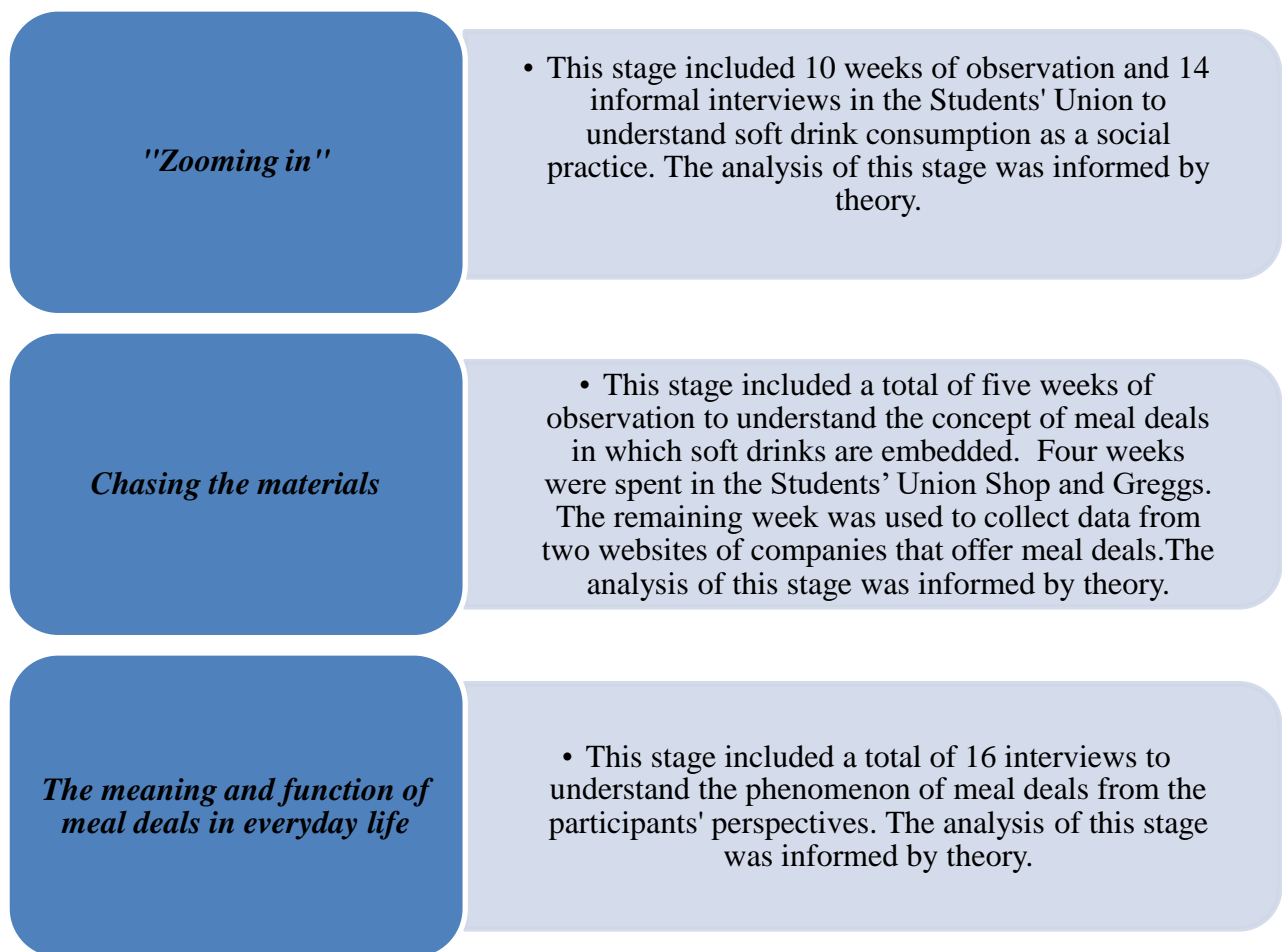 "Zooming in"
• This stage included 10 weeks of observation and 14
informal interviews in the Students' Union to
understand soft drink consumption as a social
practice. The analysis of this stage was informed by
theory.
Chasing the materials
• This stage included a total of five weeks of
observation to understand the concept of meal deals
in which soft drinks are embedded.  Four weeks
were spent in the Students’ Union Shop and Greggs.
The remaining week was used to collect data from
two websites of companies that offer meal deals.The
analysis of this stage was informed by theory.
The meaning and function of
meal deals in everyday life
• This stage included a total of 16 interviews to
understand the phenomenon of meal deals from the
participants' perspectives. The analysis of this stage
was informed by theory.